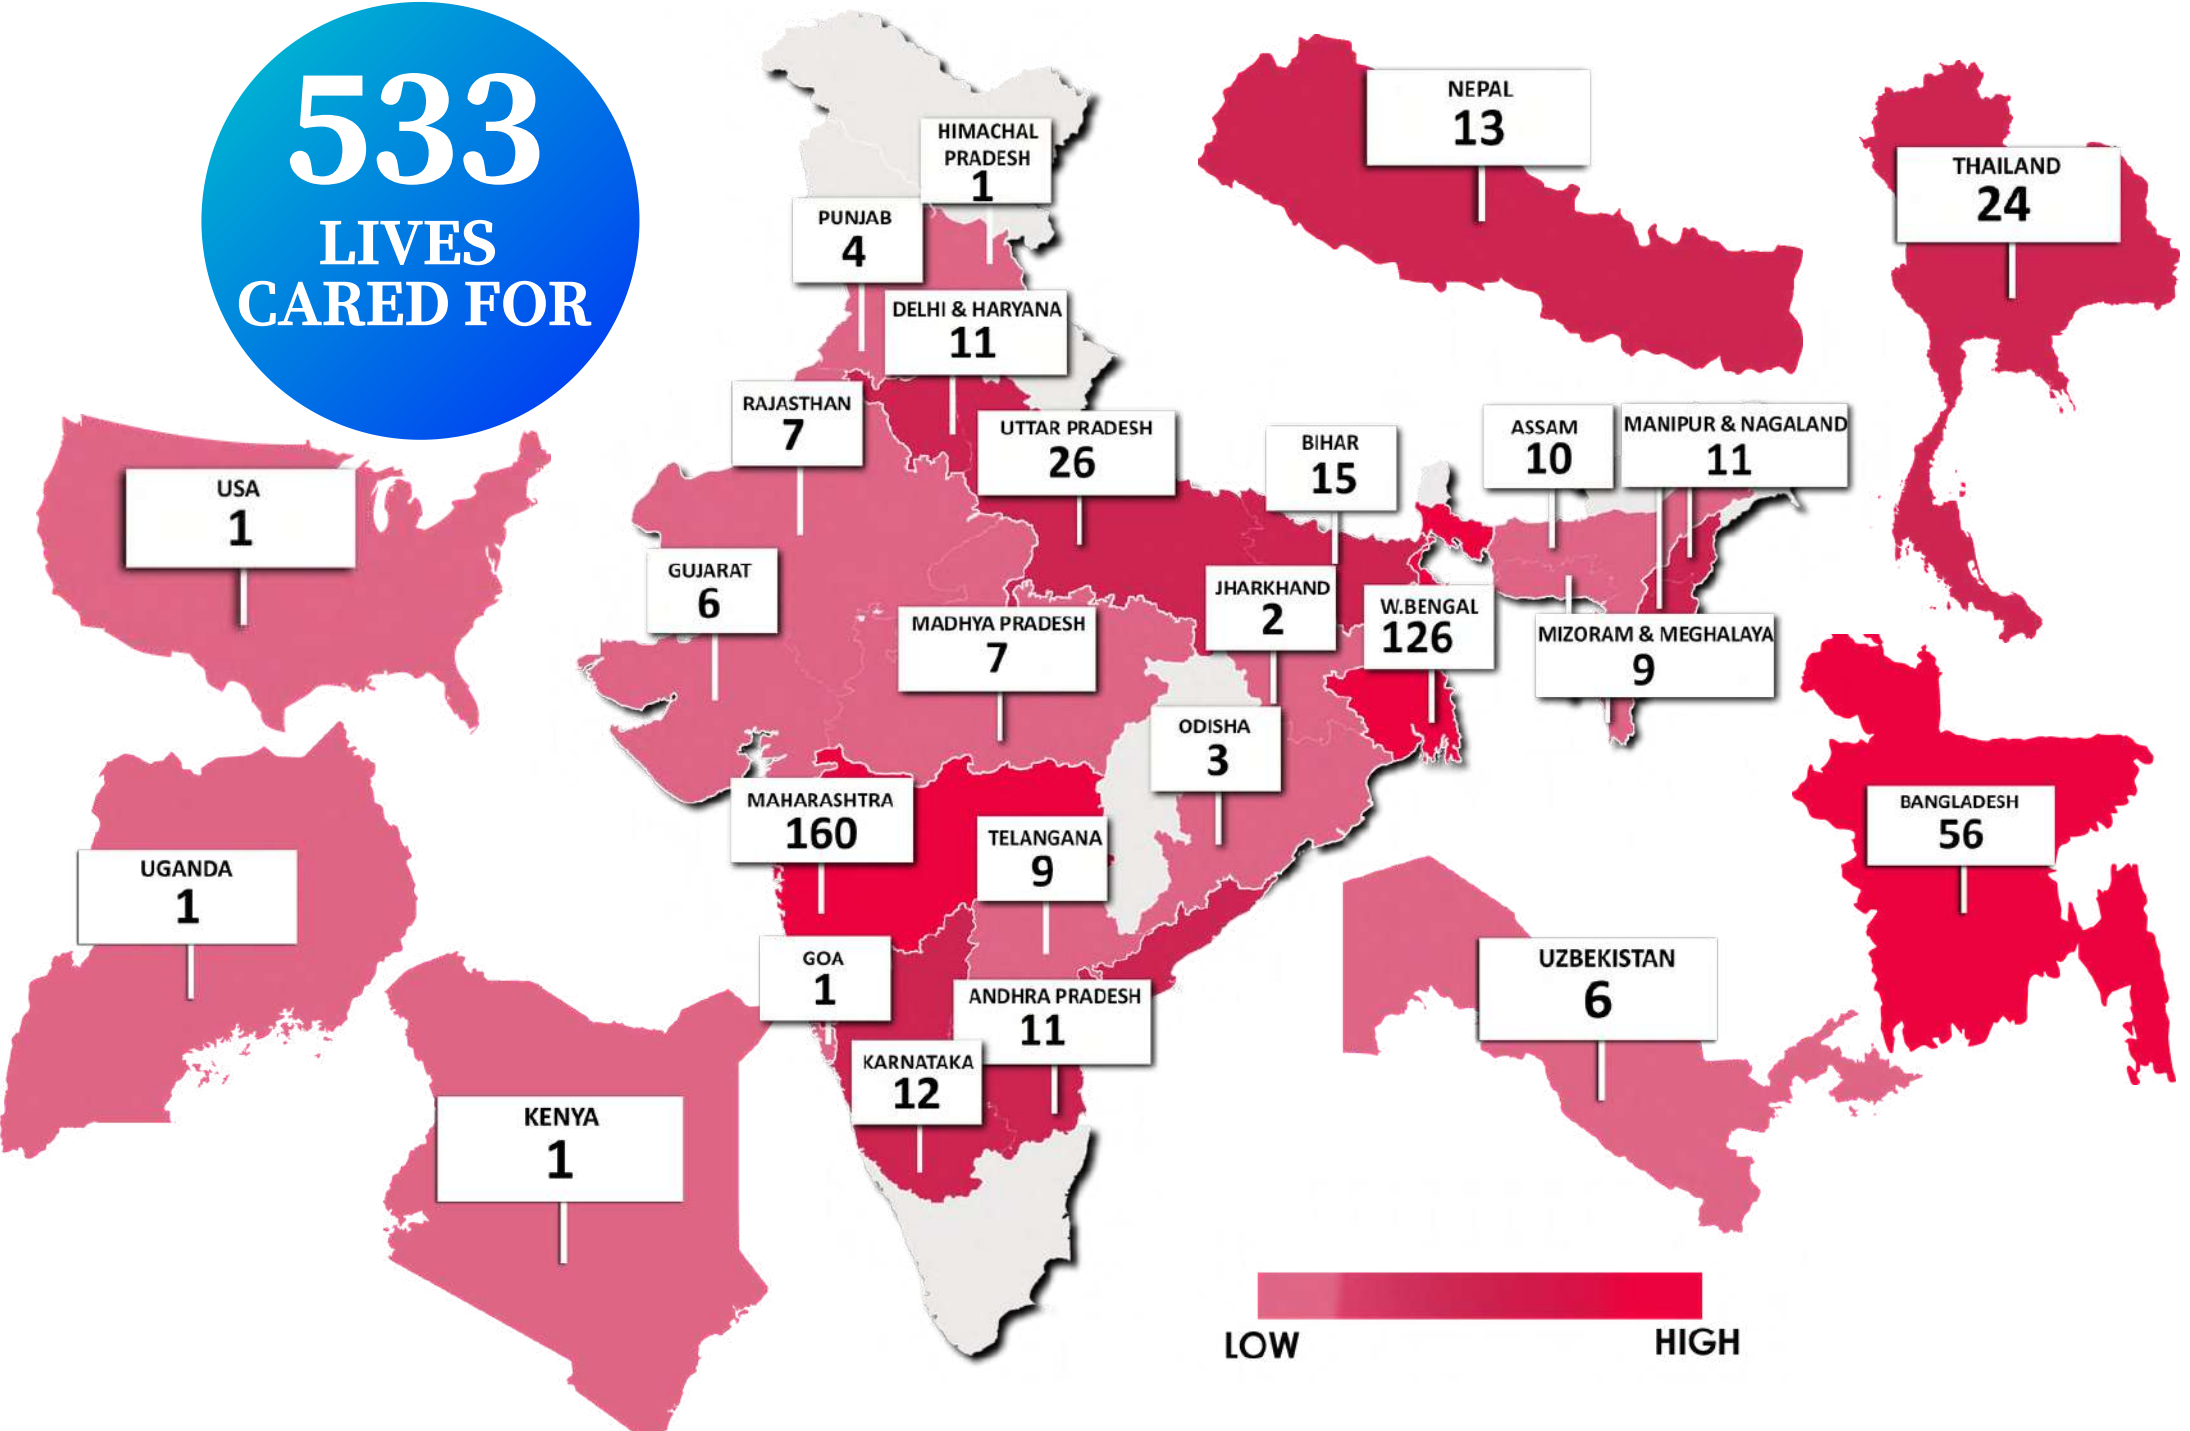 533
LIVES
CARED FOR
HIMACHAL
PRADESH
1
PUNJAB
4
DELHI & HARYANA
11
RAJASTHAN
7
UTTAR PRADESH
26
BIHAR
15
ASSAM
10
MANIPUR & NAGALAND
11
NEPAL
13
THAILAND
24
USA
1
GUJARAT
6
MADHYA PRADESH
7
JHARKHAND
2
W.BENGAL
126
MIZORAM & MEGHALAYA
9
ODISHA
3
MAHARASHTRA
160
TELANGANA
9
BANGLADESH
56
UGANDA
1
GOA
1
ANDHRA PRADESH
11
UZBEKISTAN
6
KARNATAKA
12
KENYA
1
LOW
HIGH